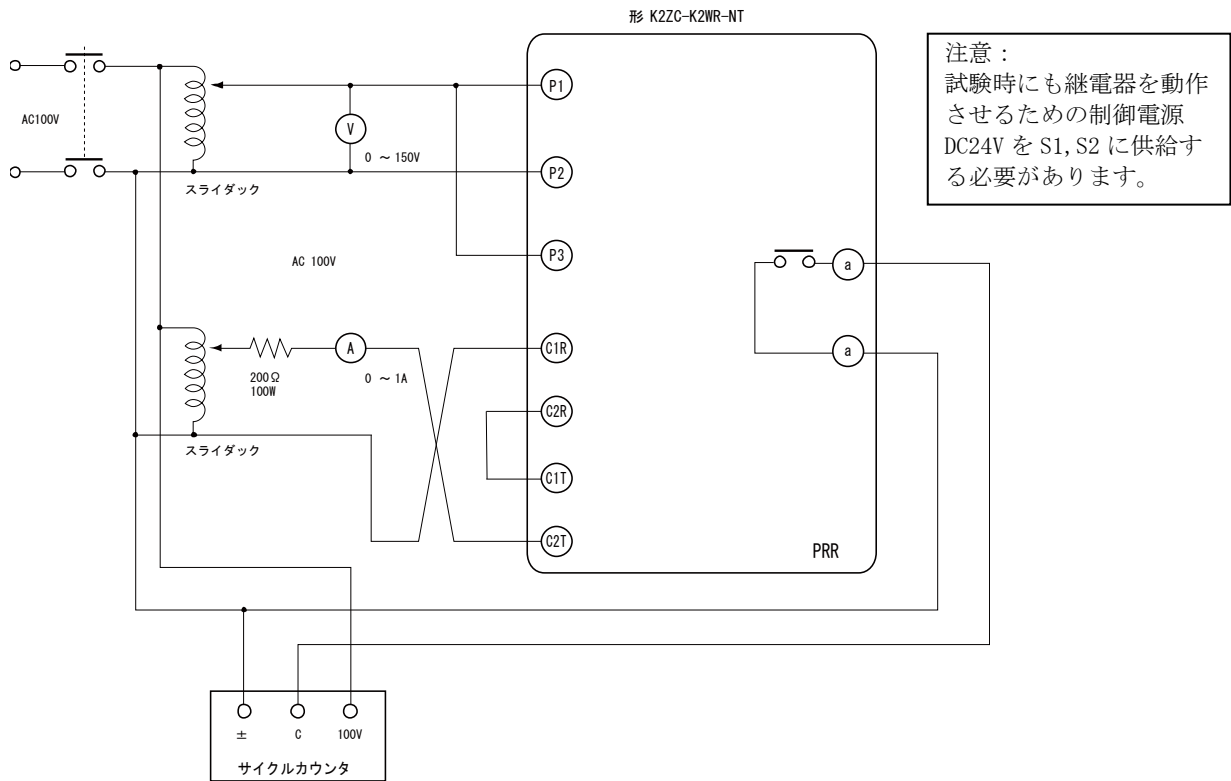 形 K2ZC-K2WR-NT
注意：
試験時にも継電器を動作
させるための制御電源
DC24V を S1,S2 に供給す
る必要があります。
AC100V
P1
V
0 ～ 150V
P2
スライダック
AC 100V
P3
a
a
C1R
A
200Ω
100W
0 ～ 1A
C2R
スライダック
C1T
C2T
PRR
±
C
100V
サイクルカウンタ